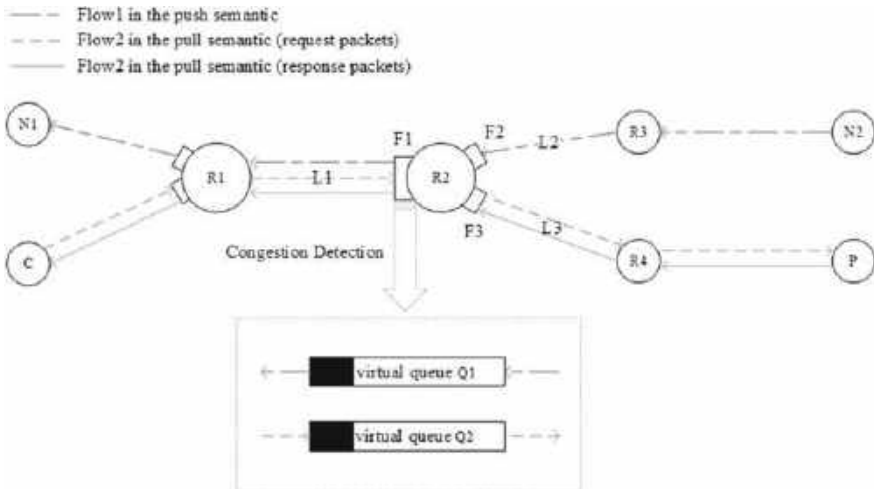 Flow1 in the push semantic
Flow2 in the pull semantic (request packets)
Flow2 in the pull semantic (response packets)
N1
F1
F2
L2
R3
N2
R1
L1
R2
F3
L3
C
Congestion Detection
R4
P
virtual queue Q1
virtual queue Q2